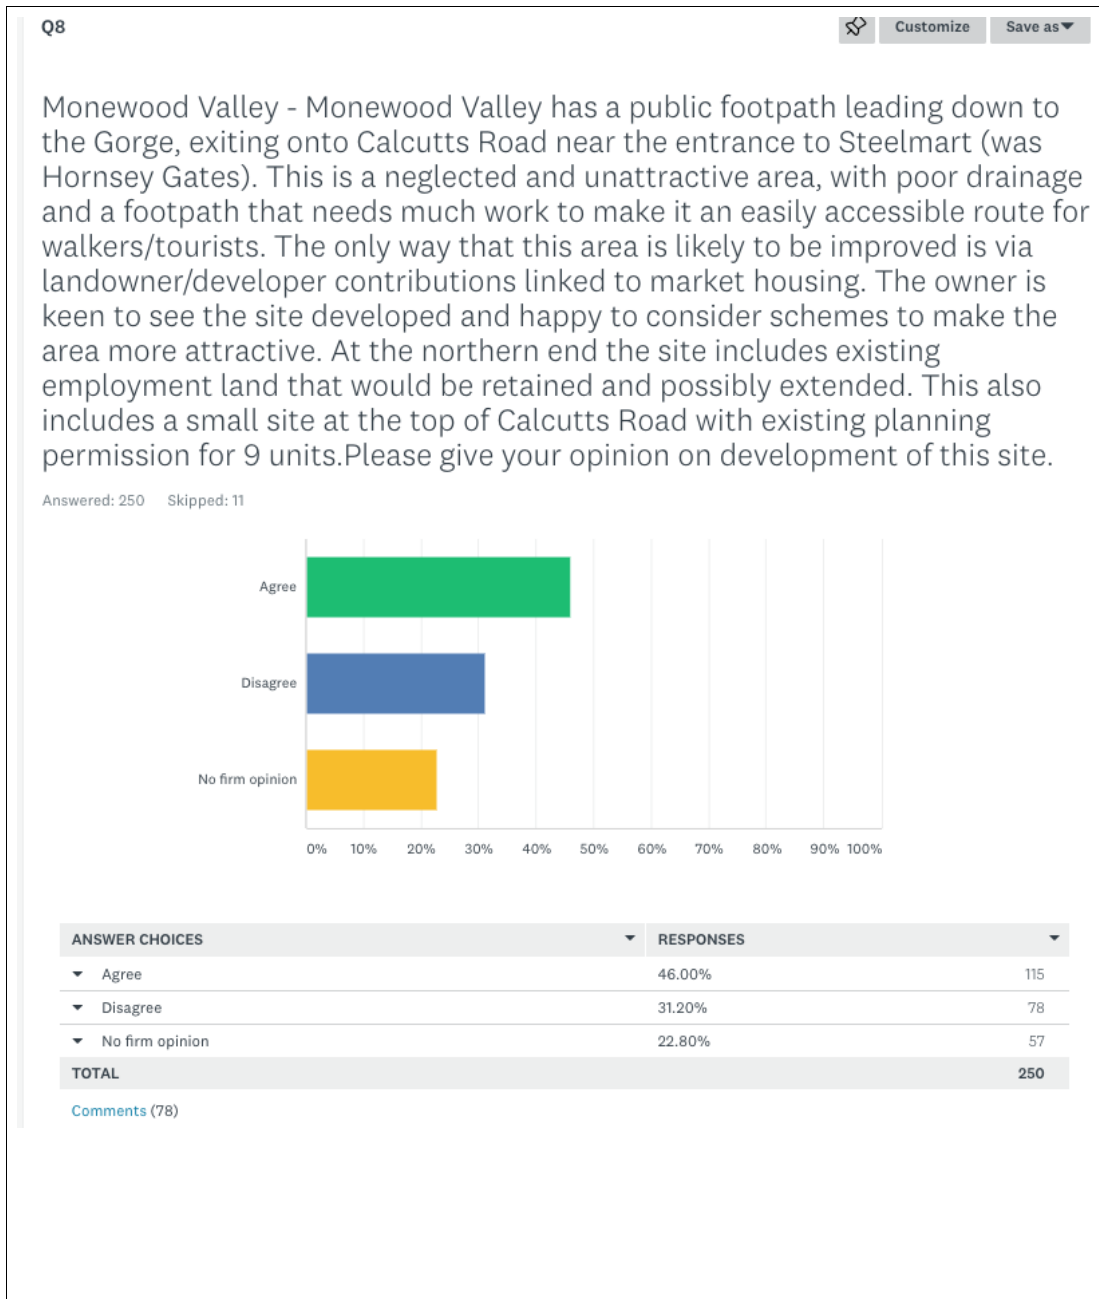 Q8
Customize
Save as
Monewood Valley - Monewood Valley has a public footpath leading down to
the Gorge, exiting onto Calcutts Road near the entrance to Steelmart (was
Hornsey Gates). This is a neglected and unattractive area, with poor drainage
and a footpath that needs much work to make it an easily accessible route for
walkers/tourists. The only way that this area is likely to be improved is via
landowner/developer contributions linked to market housing. The owner is
keen to see the site developed and happy to consider schemes to make the
area more attractive. At the northern end the site includes existing
employment land that would be retained and possibly extended. This also
includes a small site at the top of Calcutts Road with existing planning
permission for 9 units.Please give your opinion on development of this site.
Answered: 250 Skipped: 11
Agree
Disagree
No firm opinion
0% 10% 20% 30% 40% 50% 60% 70% 80% 90% 100%
ANSWER CHOICES RESPONSES
Agree 46.00% 115
Disagree 31.20% 78
No firm opinion 22.80% 57
TOTAL 250
Comments (78)